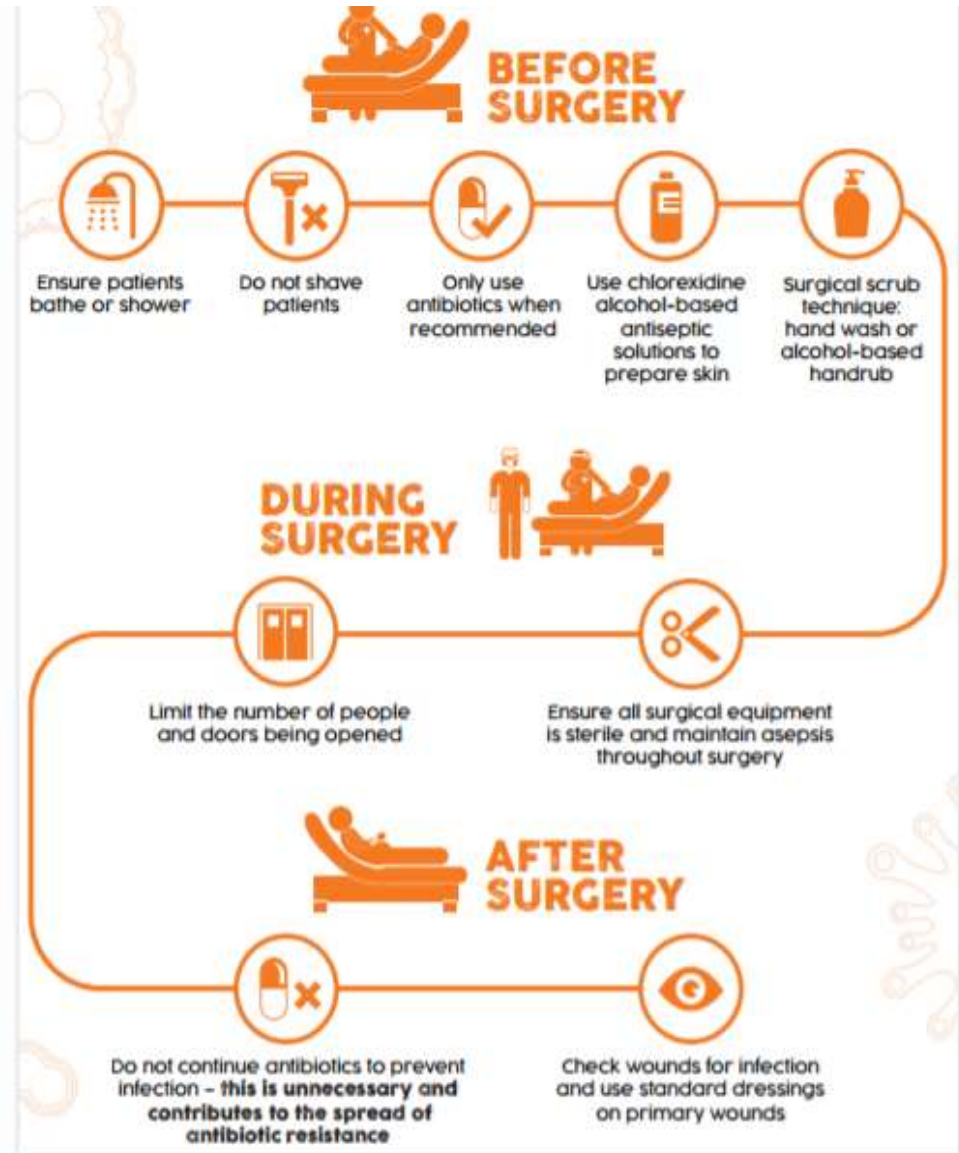 BEFORE
SURGERY
Ensure patients
bathe or shower
Do not shave
patients
Only use
antibiotics when
recommended
Use chlorexidine
alcohol-based
antiseptic
solutions to
prepare skin
Surgical scrub
technique:
hand wash or
alcohol-based
handrub
DURING
SURGERY
Limit the number of people
and doors being opened
Ensure all surgical equipment
is sterile and maintain asepsis
throughout surgery
AFTER
SURGERY
Do not continue antibiotics to prevent
infection – this is unnecessary and
contributes to the spread of
antibiotic resistance
Check wounds for infection
and use standard dressings
on primary wounds